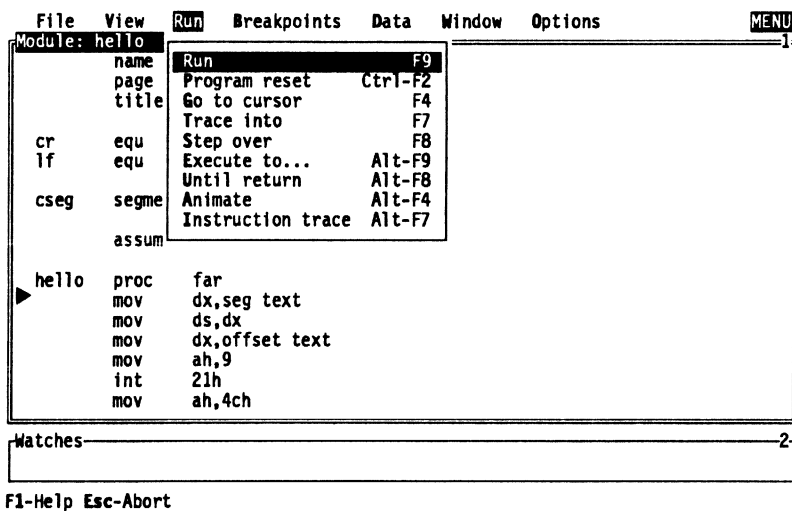 File View Run Breakpoints Data Window Options MENU
Module: hello 1
name Run F9
page Program reset Ctrl-F2
title Go to cursor F4
Trace into F7
cr equ Step over F8
lf equ Execute to... Alt-F9
Until return Alt-F8
cseg segme Animate Alt-F4
Instruction trace Alt-F7
assum
hello proc far
mov dx,seg text
mov ds,dx
mov dx,offset text
mov ah,9
int 21h
mov ah,4ch
Watches 2
F1-Help Esc-Abort